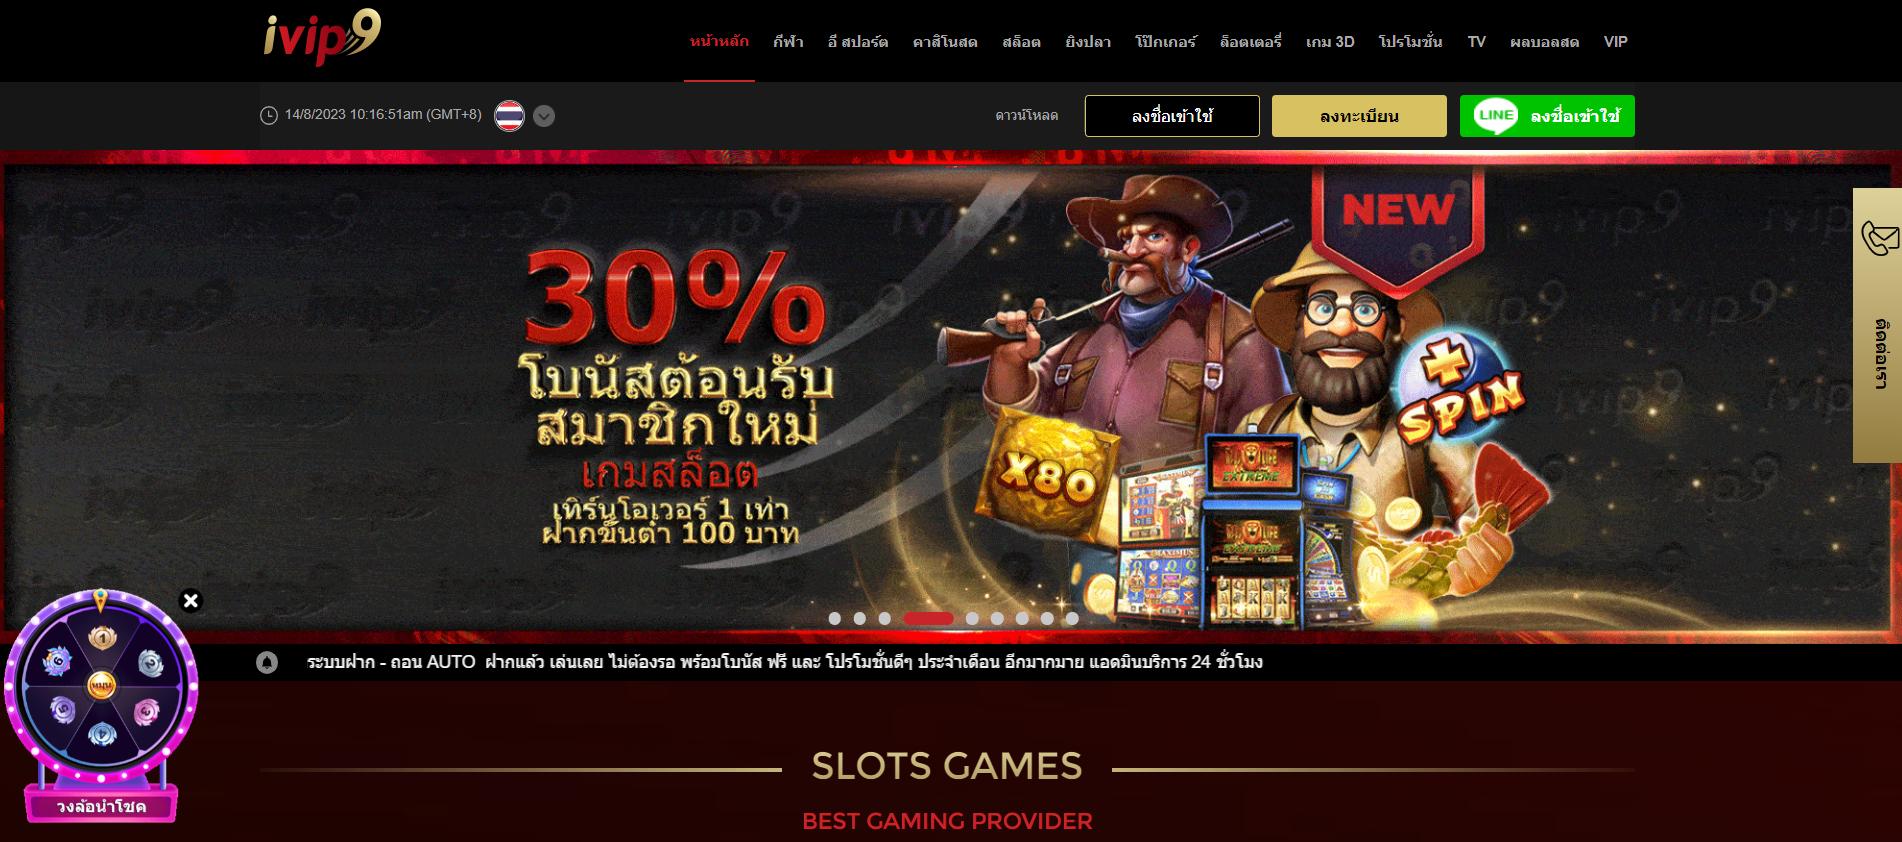 ivip9
หน้าหลัก กีฬา อี สปอร์ต คาสิโนสด สล็อต ยิงปลา โป๊กเกอร์ ล็อตเตอรี่ เกม 3D โปรโมชั่น TV ผลบอลสด VIP
14/8/2023 10:16:51am (GMT+8)
ดาวน์โหลด ลงชื่อเข้าใช้ ลงทะเบียน LINE ลงชื่อเข้าใช้
NEW
30%
โบนัสต้อนรับ
สมาชิกใหม่
เกมสล็อต
เทิร์นโอเวอร์ 1 เท่า
ฝากขั้นต่ำ 100 บาท
+
SPIN
X80
EXTREME
MAXIMUS
ติดต่อเรา
ระบบฝาก - ถอน AUTO ฝากแล้ว เล่นเลย ไม่ต้องรอ พร้อมโบนัส ฟรี และ โปรโมชั่นดีๆ ประจำเดือน อีกมากมาย แอดมินบริการ 24 ชั่วโมง
หมุน
วงล้อนำโชค
SLOTS GAMES
BEST GAMING PROVIDER